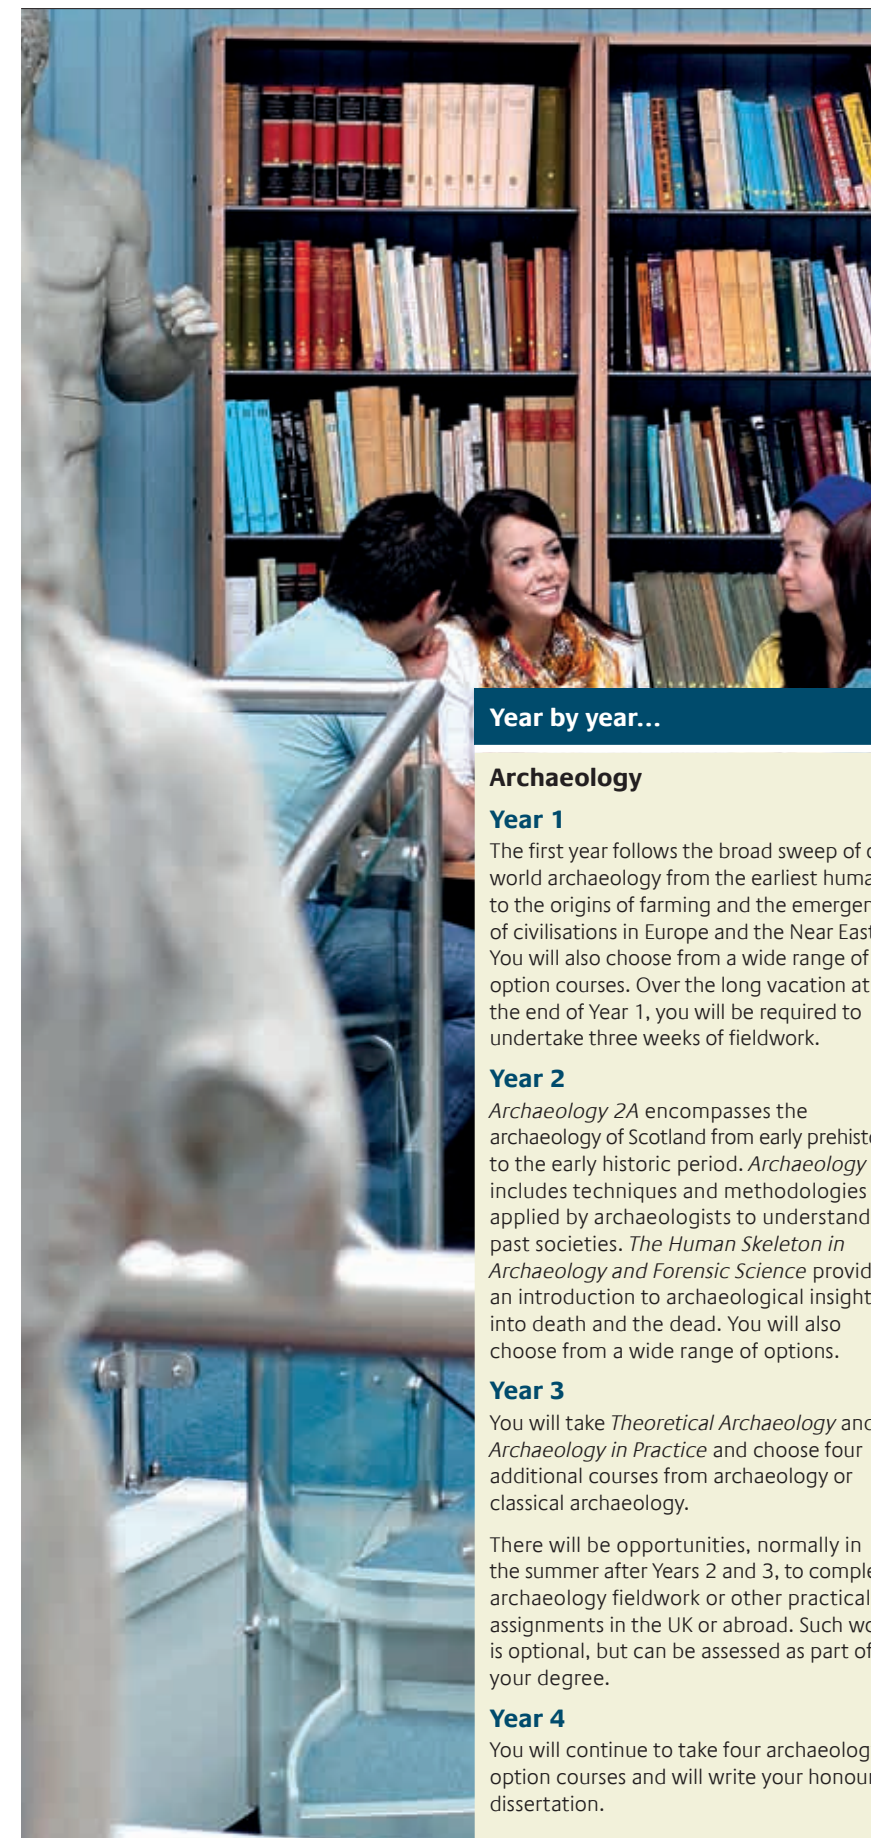 Year by year...
Archaeology
Year 1
The first year follows the broad sweep of
world archaeology from the earliest
to the origins of farming and the
of civilisations in Europe and the Near
You will also choose from a wide range of
option courses. Over the long vacation at
the end of Year 1, you will be required to
undertake three weeks of fieldwork.
Year 2
Archaeology 2A encompasses the
archaeology of Scotland from early
to the early historic period. Archaeology
includes techniques and methodologies
applied by archaeologists to understand
past societies. The Human Skeleton in
Archaeology and Forensic Science
an introduction to archaeological
into death and the dead. You will also
choose from a wide range of options.
Year 3
You will take Theoretical Archaeology
Archaeology in Practice and choose four
additional courses from archaeology or
classical archaeology.
There will be opportunities, normally in
the summer after Years 2 and 3, to
archaeology fieldwork or other practical
assignments in the UK or abroad. Such
is optional, but can be assessed as part of
your degree.
Year 4
You will continue to take four
option courses and will write your
dissertation.